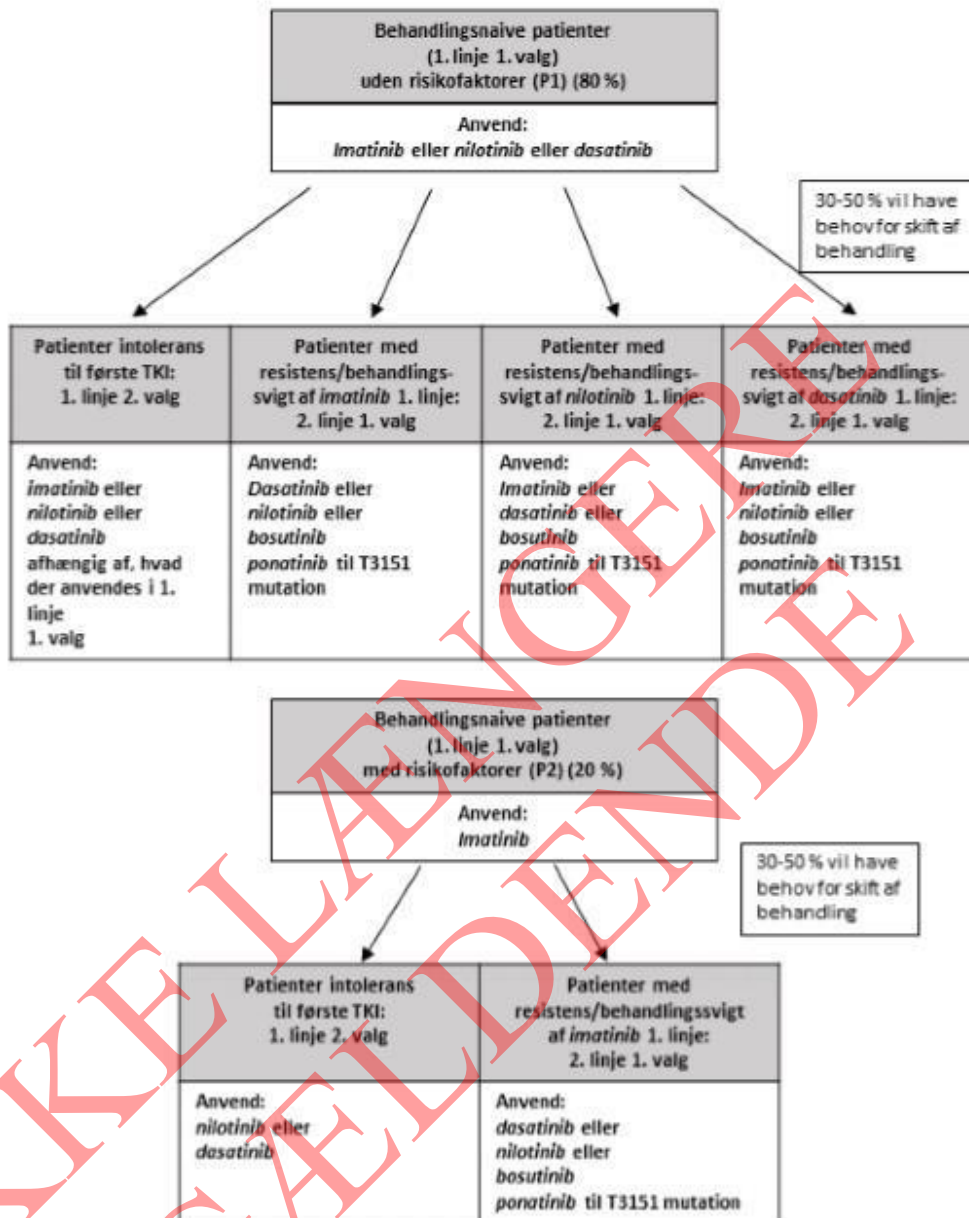 Behandlingsnaive patienter
(1. linje 1. valg)
uden risikofaktorer (P1) (80 %)
Anvend:
Imatinib eller nilotinib eller dasatinib
30-50 % vil have
behov for skift af
behandling
Patienter intolerans
til første TKI:
1. linje 2. valg
Patienter med
resistens/behandlings-
svigt af imatinib 1. linje:
2. linje 1. valg
Patienter med
resistens/behandlings-
svigt af nilotinib 1. linje:
2. linje 1. valg
Patienter med
resistens/behandlings-
svigt af dasatinib 1. linje:
2. linje 1. valg
Anvend:
imatinib eller
nilotinib eller
dasatinib
afhængig af, hvad
der anvendes i 1.
linje
1. valg
Anvend:
Dasatinib eller
nilotinib eller
bosutinib
ponatinib til T3151
mutation
Anvend:
Imatinib eller
dasatinib eller
bosutinib
ponatinib til T3151
mutation
Anvend:
Imatinib eller
nilotinib eller
bosutinib
ponatinib til T3151
mutation
Behandlingsnaive patienter
(1. linje 1. valg)
med risikofaktorer (P2) (20 %)
Anvend:
Imatinib
30-50 % vil have
behov for skift af
behandling
Patienter intolerans
til første TKI:
1. linje 2. valg
Patienter med
resistens/behandlingssvigt
af imatinib 1. linje:
2. linje 1. valg
Anvend:
nilotinib eller
dasatinib
Anvend:
dasatinib eller
nilotinib eller
bosutinib
ponatinib til T3151 mutation
KKE LÆNGERE
GÆLDENDE